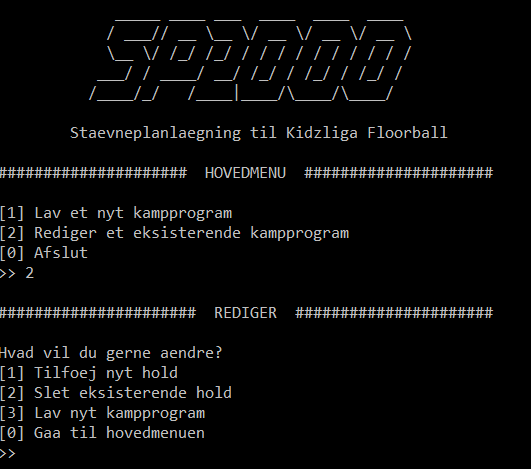 SP2000
Staevneplanlaegning til Kidzliga Floorball
##################### HOVEDMENU #####################
[1] Lav et nyt kampprogram
[2] Rediger et eksisterende kampprogram
[0] Afslut
>> 2
###################### REDIGER ######################
Hvad vil du gerne aendre?
[1] Tilfoej nyt hold
[2] Slet eksisterende hold
[3] Lav nyt kampprogram
[0] Gaa til hovedmenuen
>>